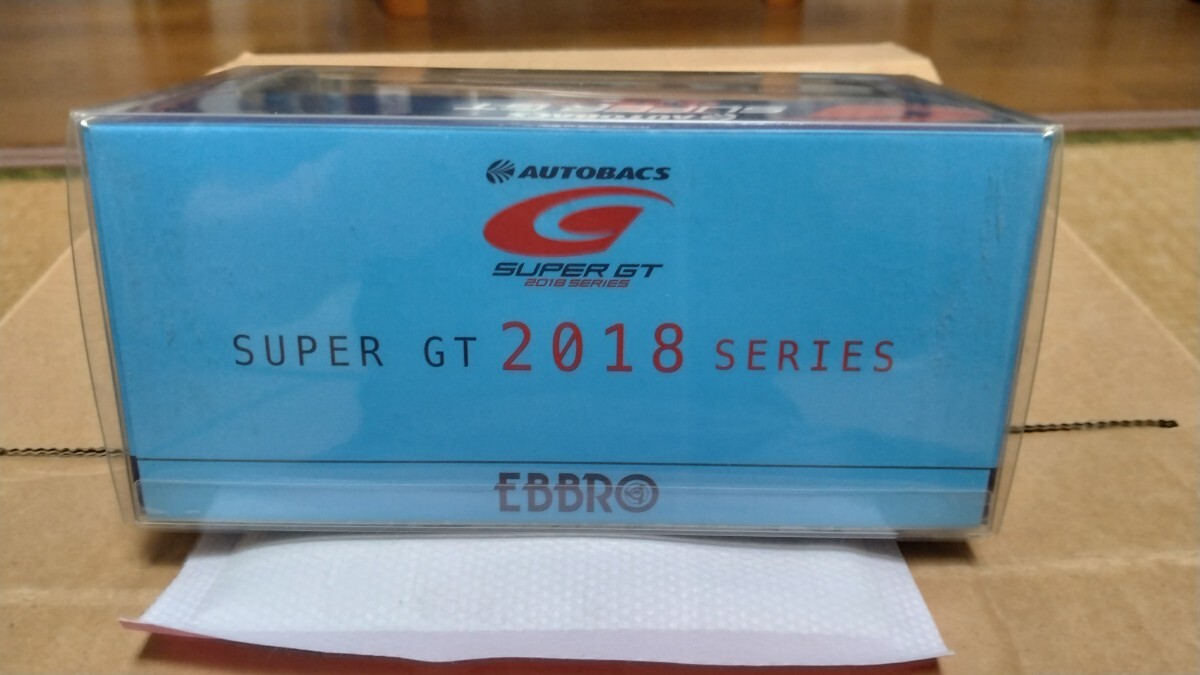 AUTOBACS
SUPER GT
2018 SERIES
SUPER GT 2018 SERIES
EBBRO